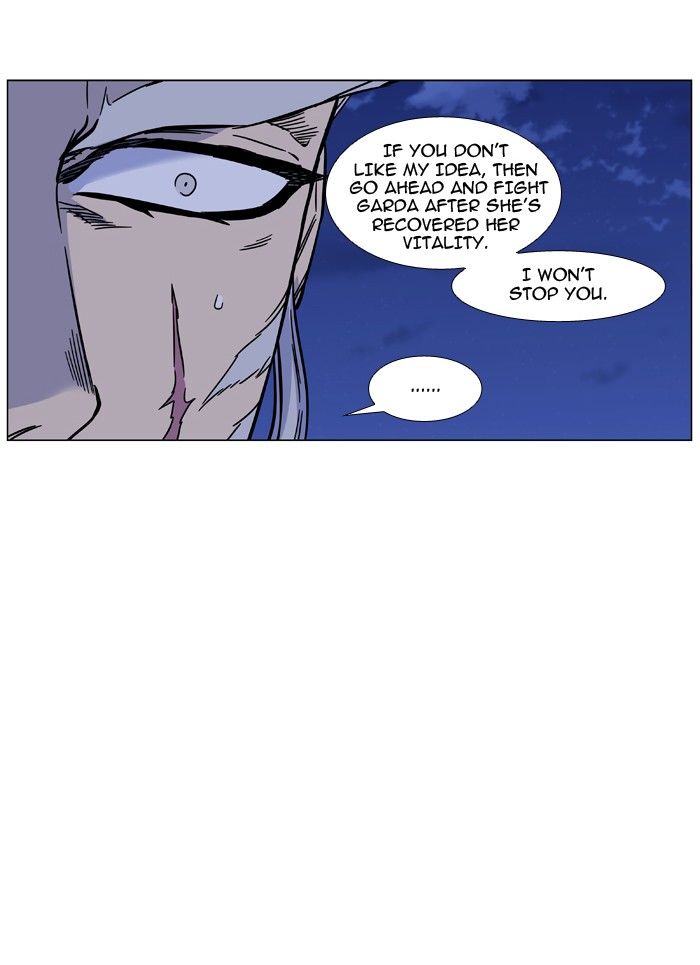 IF YOU DON'T
LIKE MY IDEA, THEN
GO AHEAD AND FIGHT
GARDA AFTER SHE'S
RECOVERED HER
VITALITY.
I WON'T
STOP YOU.
......